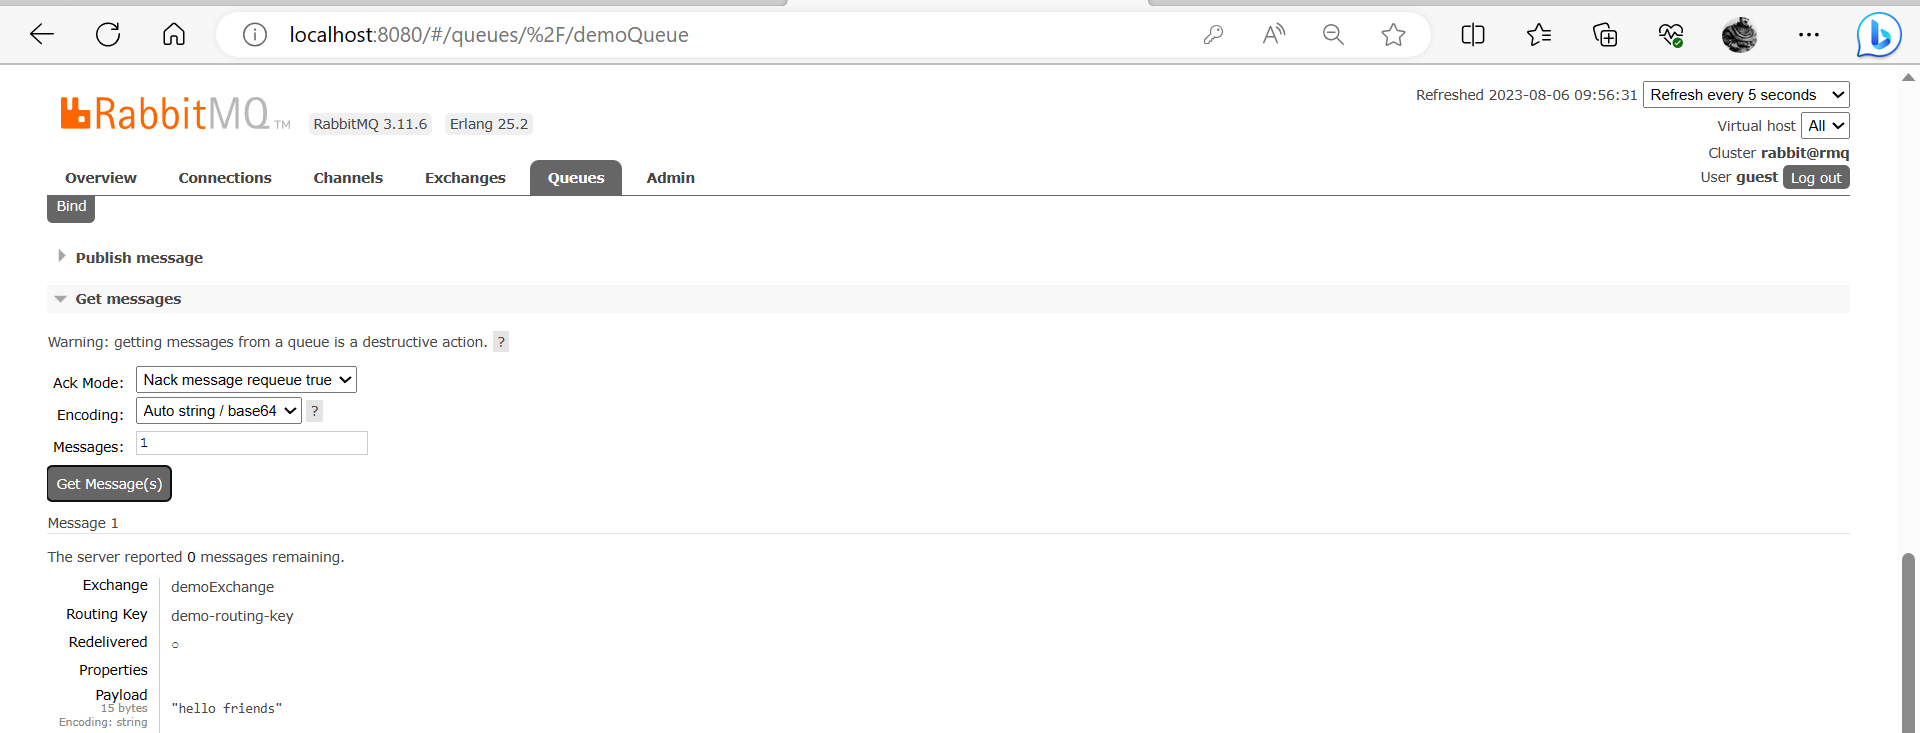 localhost:8080/#/queues/%2F/demoQueue
RabbitMQ TM RabbitMQ 3.11.6 Erlang 25.2
Refreshed 2023-08-06 09:56:31 Refresh every 5 seconds
Virtual host All
Cluster rabbit@rmq
User guest Log out
Overview Connections Channels Exchanges Queues Admin
Bind
Publish message
Get messages
Warning: getting messages from a queue is a destructive action. ?
Ack Mode: Nack message requeue true
Encoding: Auto string / base64 ?
Messages: 1
Get Message(s)
Message 1
The server reported 0 messages remaining.
Exchange demoExchange
Routing Key demo-routing-key
Redelivered ○
Properties
Payload
15 bytes "hello friends"
Encoding: string